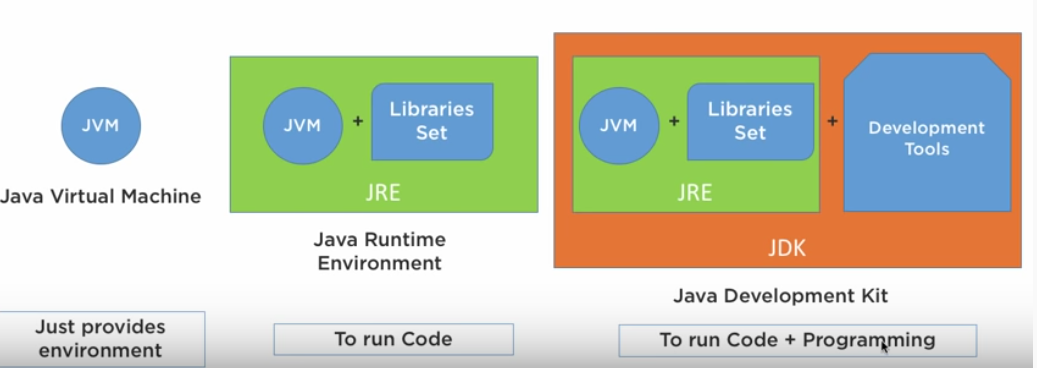 JVM
Java Virtual Machine
Just provides
environment
JVM
+
Libraries
Set
JRE
Java Runtime
Environment
To run Code
JVM
+
Libraries
Set
JRE
+
Development
Tools
JDK
Java Development Kit
To run Code + Programming